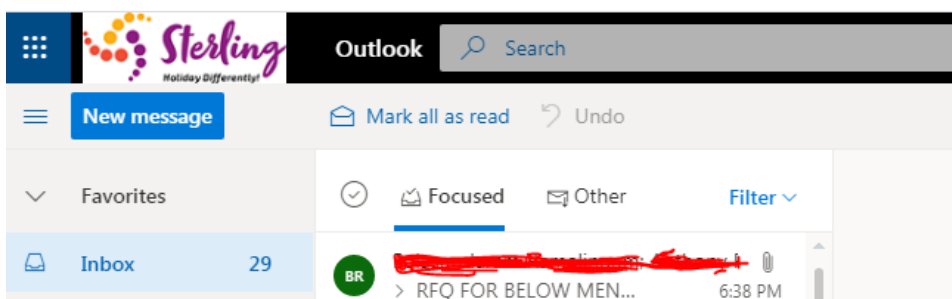 Sterling
Holiday Differently!
Outlook
Search
New message
Mark all as read
Undo
Favorites
Focused
Other
Filter
Inbox
29
BR
> RFQ FOR BELOW MEN...
6:38 PM